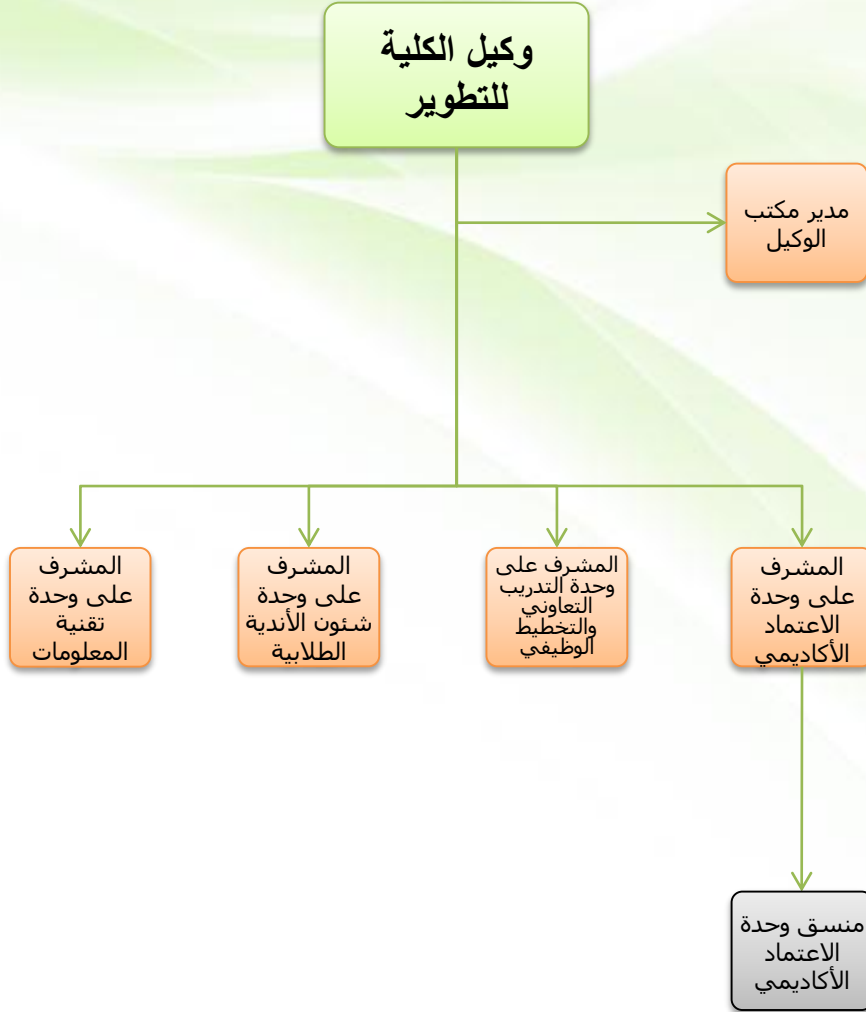 وكيل الكلية
للتطوير
مدير مكتب
الوكيل
المشرف
على وحدة
الاعتماد
الأكاديمي
المشرف على
وحدة التدريب
التعاوني
والتخطيط
الوظيفي
المشرف
على وحدة
شئون الأندية
الطلابية
المشرف
على وحدة
تقنية
المعلومات
منسق وحدة
الاعتماد
الأكاديمي